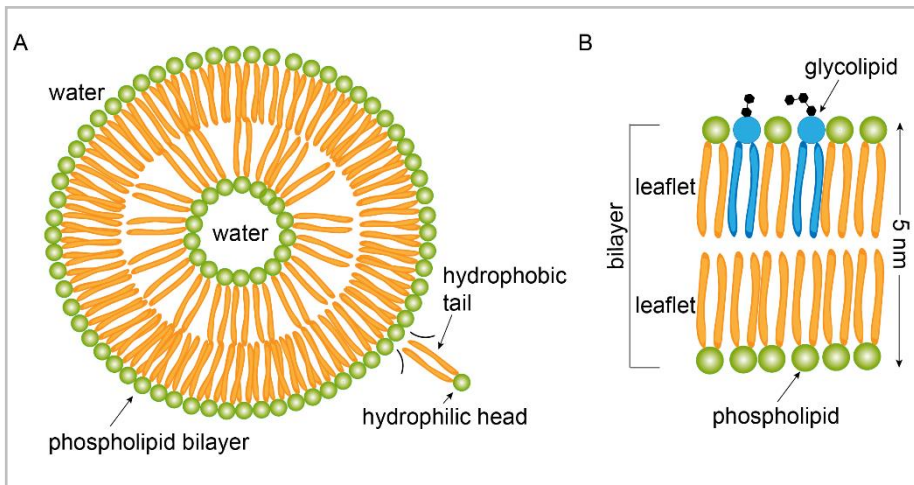 A
water
water
hydrophobic
tail
hydrophilic head
phospholipid bilayer
B
glycolipid
leaflet
bilayer
5 nm
leaflet
phospholipid